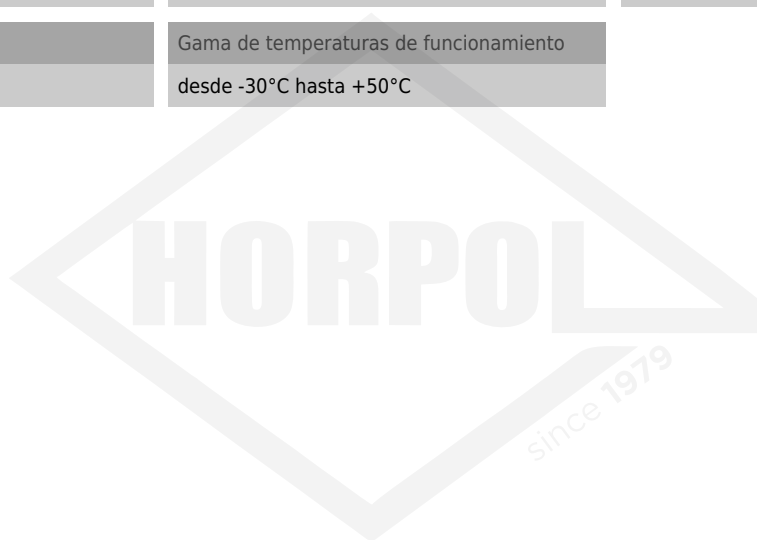 Gama de temperaturas de funcionamiento
desde -30°C hasta +50°C
HORPOL
since 1979